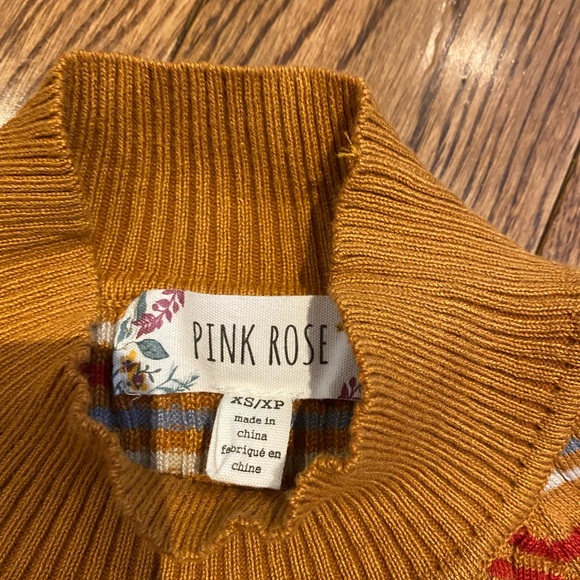 PINK ROSE
XS/XP
made in
china
fabriqué en
chine